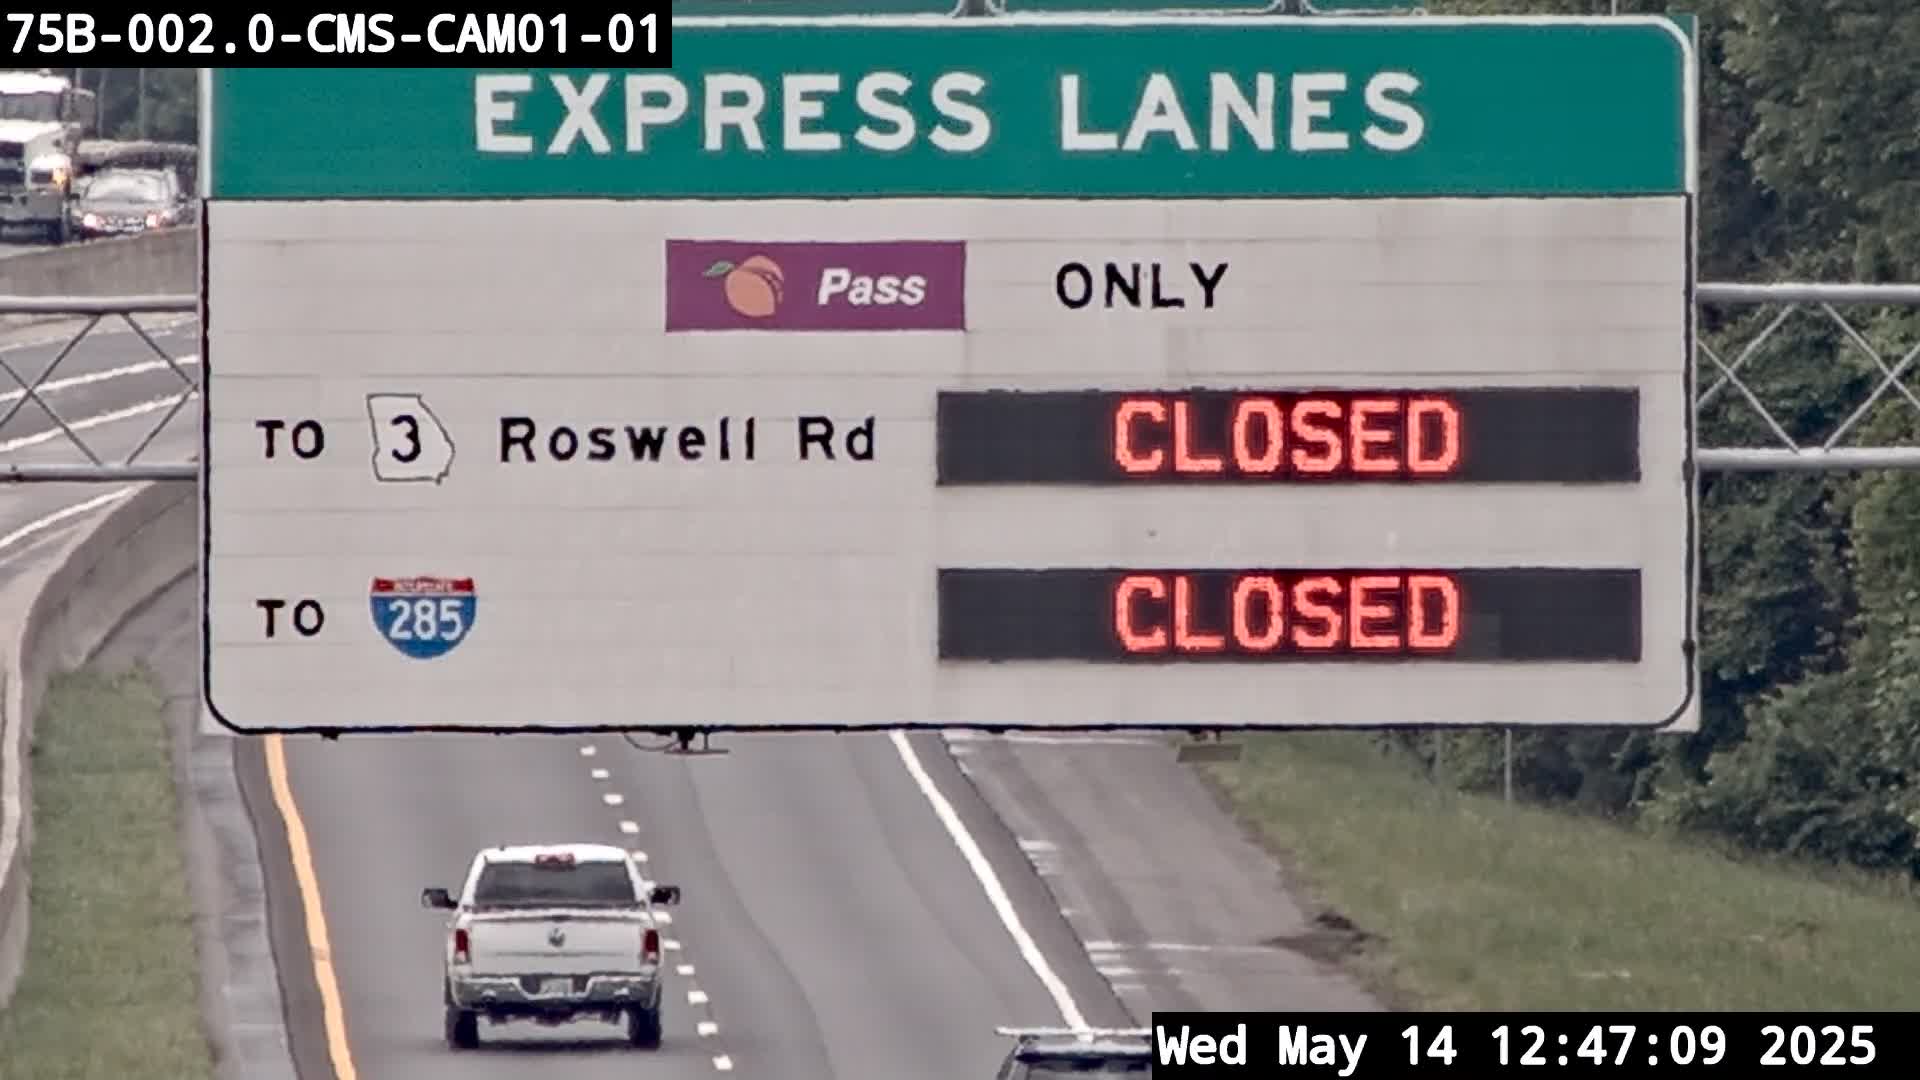 75B-002.0-CMS-CAM01-01
EXPRESS LANES
Pass ONLY
TO 3 Roswell Rd CLOSED
TO INTERSTATE 285 CLOSED
Wed May 14 12:47:09 2025